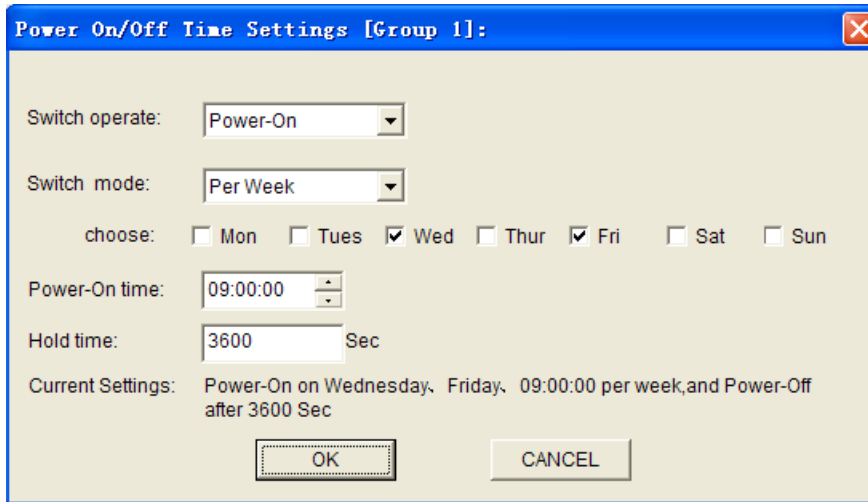 Power On/Off Time Settings [Group 1]:
Switch operate: Power-On
Switch mode: Per Week
choose: Mon Tues Wed Thur Fri Sat Sun
Power-On time: 09:00:00
Hold time: 3600 Sec
Current Settings: Power-On on Wednesday、Friday、09:00:00 per week,and Power-Off
after 3600 Sec
OK CANCEL